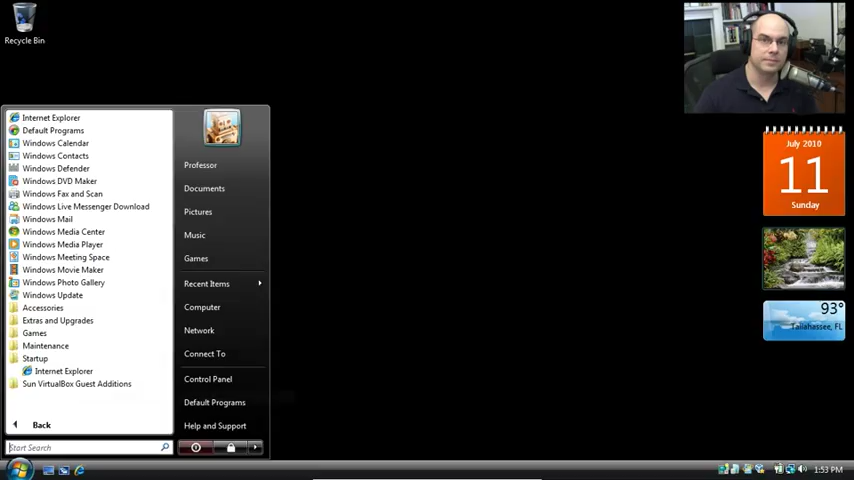 Recycle Bin
Internet Explorer
Default Programs
Windows Calendar
Windows Contacts
Windows Defender
Windows DVD Maker
Windows Fax and Scan
Windows Live Messenger Download
Windows Mail
Windows Media Center
Windows Media Player
Windows Meeting Space
Windows Movie Maker
Windows Photo Gallery
Windows Update
Accessories
Extras and Upgrades
Games
Maintenance
Startup
Internet Explorer
Sun VirtualBox Guest Additions
Back
Start Search
Professor
Documents
Pictures
Music
Games
Recent Items
Computer
Network
Connect To
Control Panel
Default Programs
Help and Support
July 2010
11
Sunday
93°
Tallahassee, FL
1:53 PM